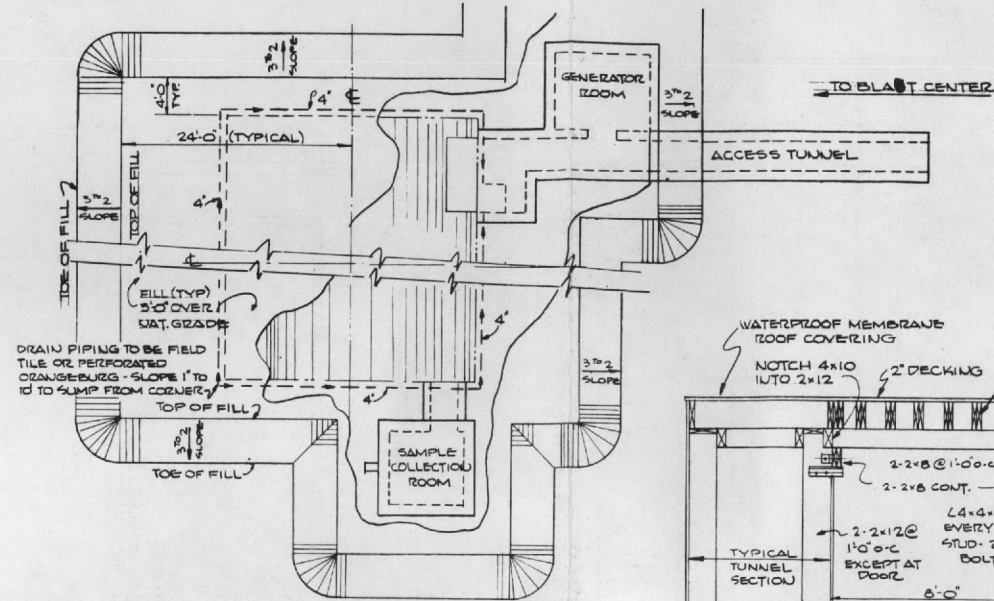 3 TO 2
SLOPE
GENERATOR
ROOM
TO BLAST CENTER
4'-0"
TYP.
4"
℄
3 TO 2
SLOPE
24'-0" (TYPICAL)
ACCESS TUNNEL
TOE OF FILL
3 TO 2
SLOPE
TOP OF FILL
4"
℄
FILL (TYP)
5'-0" OVER
NAT. GRADE
4"
DRAIN PIPING TO BE FIELD
TILE OR PERFORATED
ORANGEBURG - SLOPE 1" TO
10' TO SUMP FROM CORNER
4"
3 TO 2
SLOPE
TOP OF FILL
3 TO 2
SLOPE
TOE OF FILL
SAMPLE
COLLECTION
ROOM
WATERPROOF MEMBRANE
ROOF COVERING
NOTCH 4x10
INTO 2x12
2" DECKING
2-2x8 @ 1'-0" o-c
2-2x8 CONT.
2-2x12 @
1'-0" o-c
EXCEPT AT
DOOR
L4x4x
EVERY
STUD- 2
BOLT
TYPICAL
TUNNEL
SECTION
8'-0"